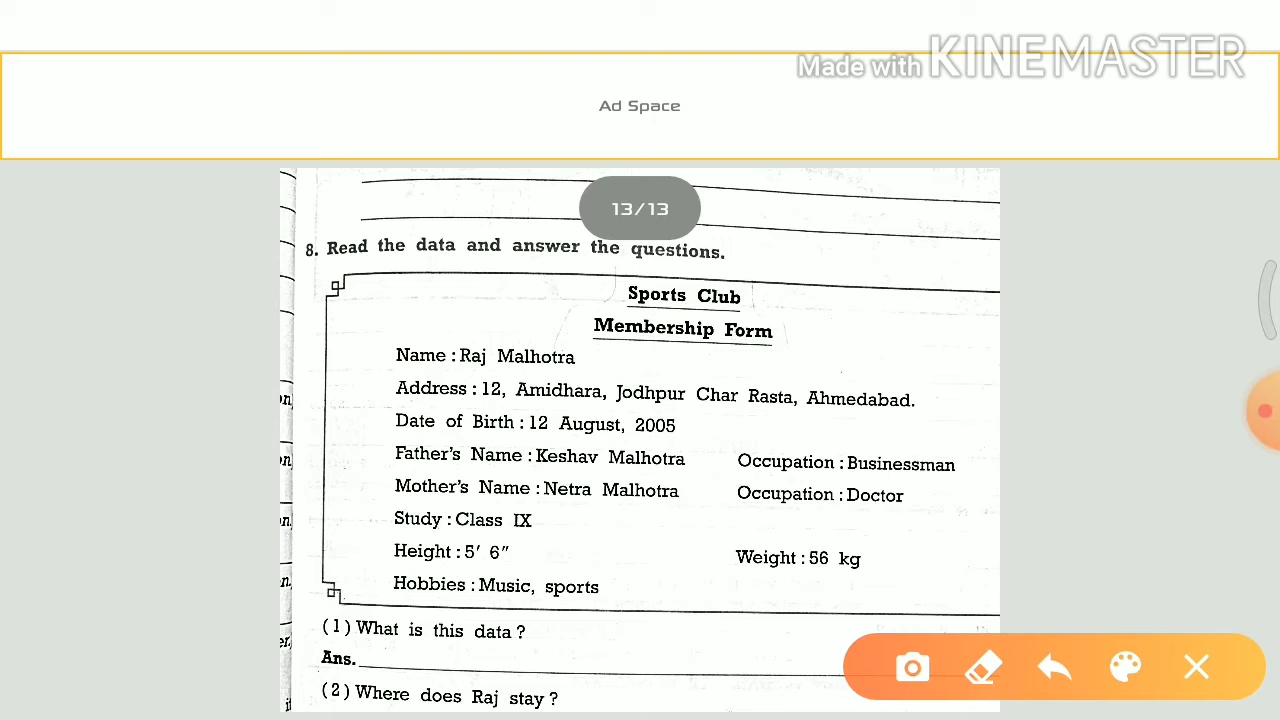 Made with KINEMASTER
Ad Space
13/13
8. Read the data and answer the questions.
Sports Club
Membership Form
Name : Raj Malhotra
Address : 12, Amidhara, Jodhpur Char Rasta, Ahmedabad.
Date of Birth : 12 August, 2005
Father's Name : Keshav Malhotra Occupation : Businessman
Mother's Name : Netra Malhotra Occupation : Doctor
Study : Class IX
Height : 5′ 6″ Weight : 56 kg
Hobbies : Music, sports
(1) What is this data?
Ans.
(2) Where does Raj stay?